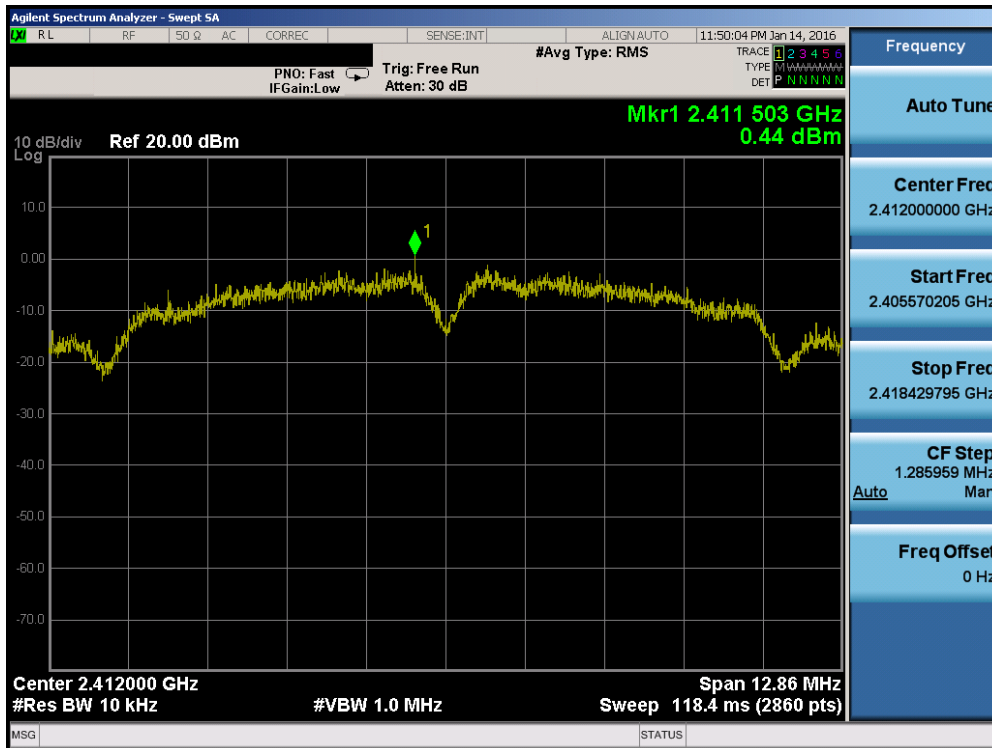 Agilent Spectrum Analyzer - Swept SA
LXI RL RF 50 Ω AC CORREC SENSE:INT ALIGN AUTO 11:50:04 PM Jan 14, 2016
PNO: Fast
IFGain:Low
Trig: Free Run
Atten: 30 dB
#Avg Type: RMS
TRACE 1 2 3 4 5 6
TYPE M WWWWW
DET P N N N N N
Mkr1 2.411 503 GHz
0.44 dBm
10 dB/div
Log
Ref 20.00 dBm
1
10.0
0.00
-10.0
-20.0
-30.0
-40.0
-50.0
-60.0
-70.0
Center 2.412000 GHz
Span 12.86 MHz
#Res BW 10 kHz
#VBW 1.0 MHz
Sweep 118.4 ms (2860 pts)
MSG
STATUS
Frequency
Auto Tune
Center Freq
2.412000000 GHz
Start Freq
2.405570205 GHz
Stop Freq
2.418429795 GHz
CF Step
1.285959 MHz
Auto Man
Freq Offset
0 Hz